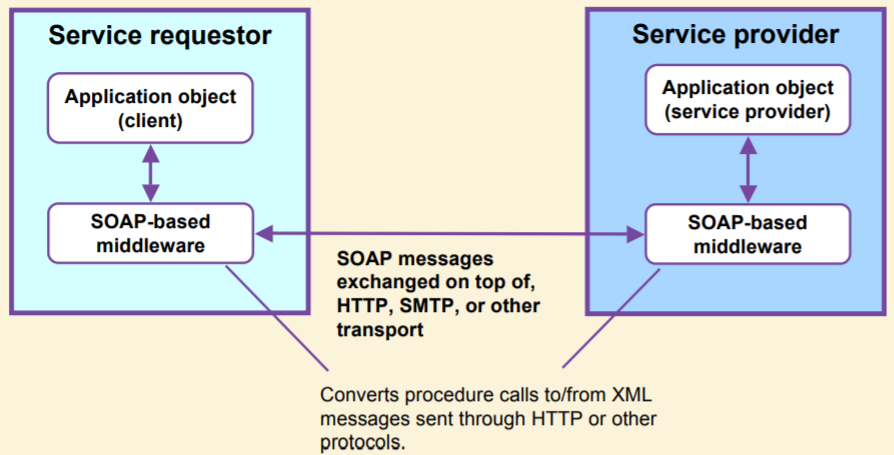 Service requestor
Application object
(client)
SOAP-based
middleware
Service provider
Application object
(service provider)
SOAP-based
middleware
SOAP messages
exchanged on top of,
HTTP, SMTP, or other
transport
Converts procedure calls to/from XML
messages sent through HTTP or other
protocols.